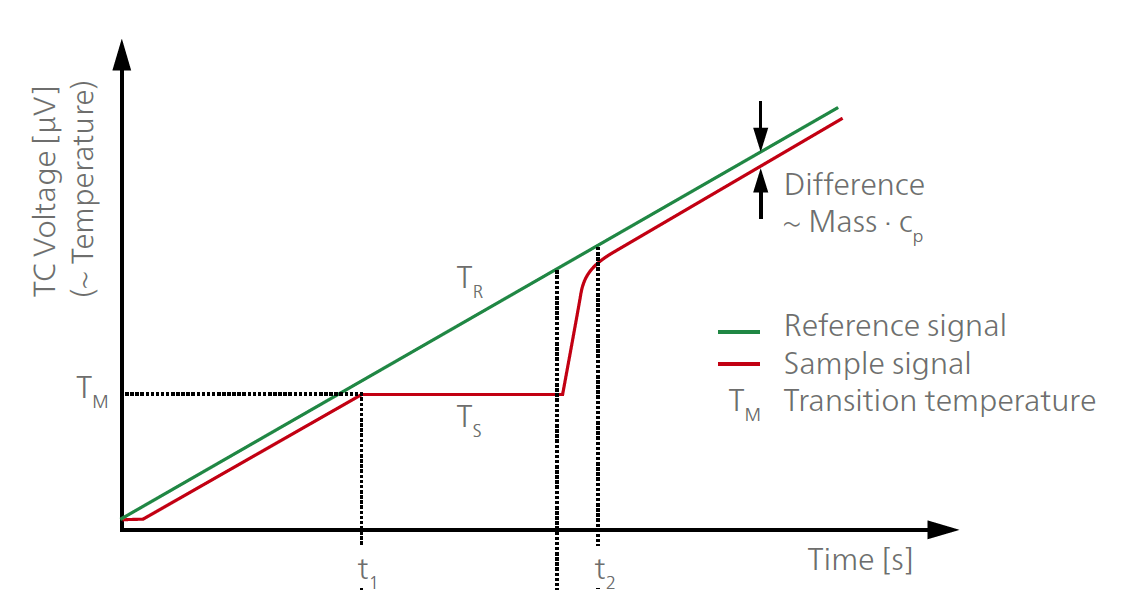 TC Voltage [µV]
(~ Temperature)
Difference
~ Mass · cp
TR
Reference signal
Sample signal
TM
TM Transition temperature
TS
Time [s]
t1
t2